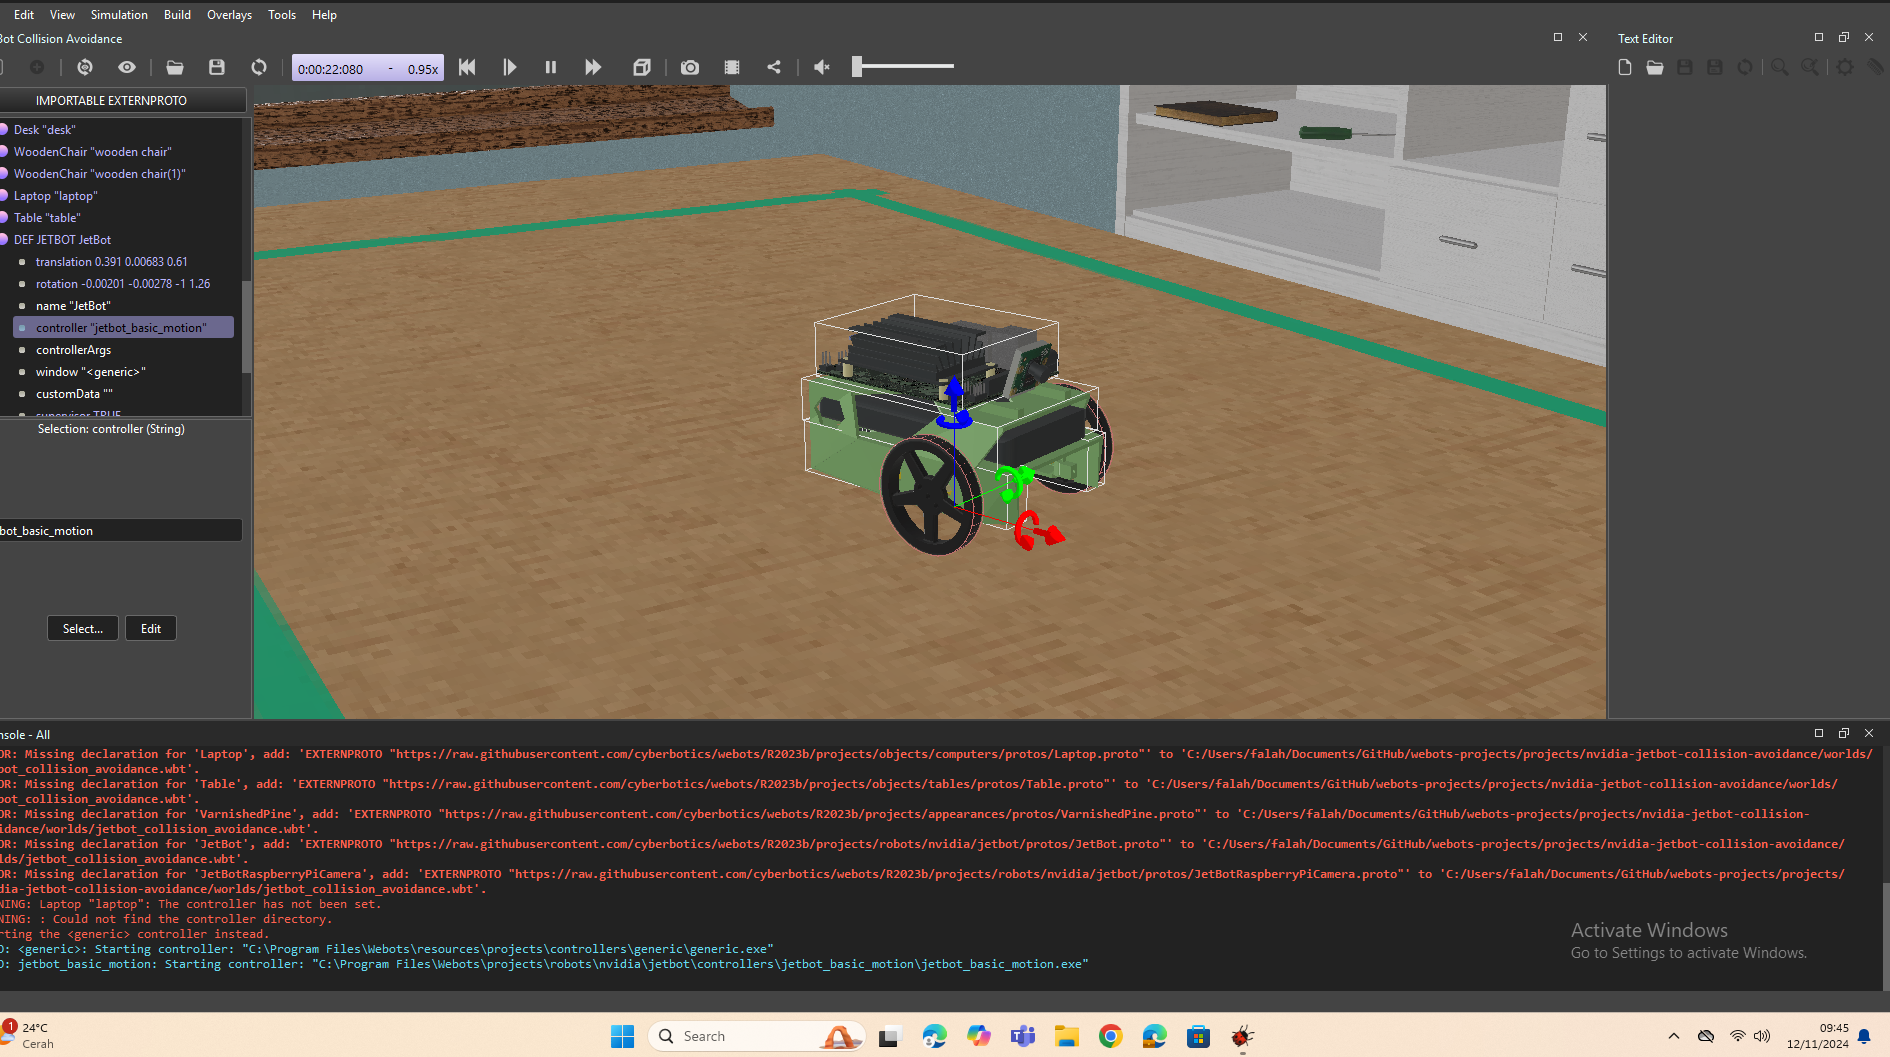 Edit View Simulation Build Overlays Tools Help
Bot Collision Avoidance
Text Editor
0:00:22:080 - 0.95x
IMPORTABLE EXTERNPROTO
Desk "desk"
WoodenChair "wooden chair"
WoodenChair "wooden chair(1)"
Laptop "laptop"
Table "table"
DEF JETBOT JetBot
translation 0.391 0.00683 0.61
rotation -0.00201 -0.00278 -1 1.26
name "JetBot"
controller "jetbot_basic_motion"
controllerArgs
window "<generic>"
customData ""
supervisor TRUE
Selection: controller (String)
bot_basic_motion
Select... Edit
nsole - All
OR: Missing declaration for 'Laptop', add: 'EXTERNPROTO "https://raw.githubusercontent.com/cyberbotics/webots/R2023b/projects/objects/computers/protos/Laptop.proto"' to 'C:/Users/falah/Documents/GitHub/webots-projects/projects/nvidia-jetbot-collision-avoidance/worlds/
bot_collision_avoidance.wbt'.
OR: Missing declaration for 'Table', add: 'EXTERNPROTO "https://raw.githubusercontent.com/cyberbotics/webots/R2023b/projects/objects/tables/protos/Table.proto"' to 'C:/Users/falah/Documents/GitHub/webots-projects/projects/nvidia-jetbot-collision-avoidance/worlds/
bot_collision_avoidance.wbt'.
OR: Missing declaration for 'VarnishedPine', add: 'EXTERNPROTO "https://raw.githubusercontent.com/cyberbotics/webots/R2023b/projects/appearances/protos/VarnishedPine.proto"' to 'C:/Users/falah/Documents/GitHub/webots-projects/projects/nvidia-jetbot-collision-
idance/worlds/jetbot_collision_avoidance.wbt'.
OR: Missing declaration for 'JetBot', add: 'EXTERNPROTO "https://raw.githubusercontent.com/cyberbotics/webots/R2023b/projects/robots/nvidia/jetbot/protos/JetBot.proto"' to 'C:/Users/falah/Documents/GitHub/webots-projects/projects/nvidia-jetbot-collision-avoidance/
lds/jetbot_collision_avoidance.wbt'.
OR: Missing declaration for 'JetBotRaspberryPiCamera', add: 'EXTERNPROTO "https://raw.githubusercontent.com/cyberbotics/webots/R2023b/projects/robots/nvidia/jetbot/protos/JetBotRaspberryPiCamera.proto"' to 'C:/Users/falah/Documents/GitHub/webots-projects/projects/
dia-jetbot-collision-avoidance/worlds/jetbot_collision_avoidance.wbt'.
NING: Laptop "laptop": The controller has not been set.
NING: : Could not find the controller directory.
rting the <generic> controller instead.
O: <generic>: Starting controller: "C:\Program Files\Webots\resources\projects\controllers\generic\generic.exe"
O: jetbot_basic_motion: Starting controller: "C:\Program Files\Webots\projects\robots\nvidia\jetbot\controllers\jetbot_basic_motion\jetbot_basic_motion.exe"
Activate Windows
Go to Settings to activate Windows.
1
24°C
Cerah
Search
09:45
12/11/2024